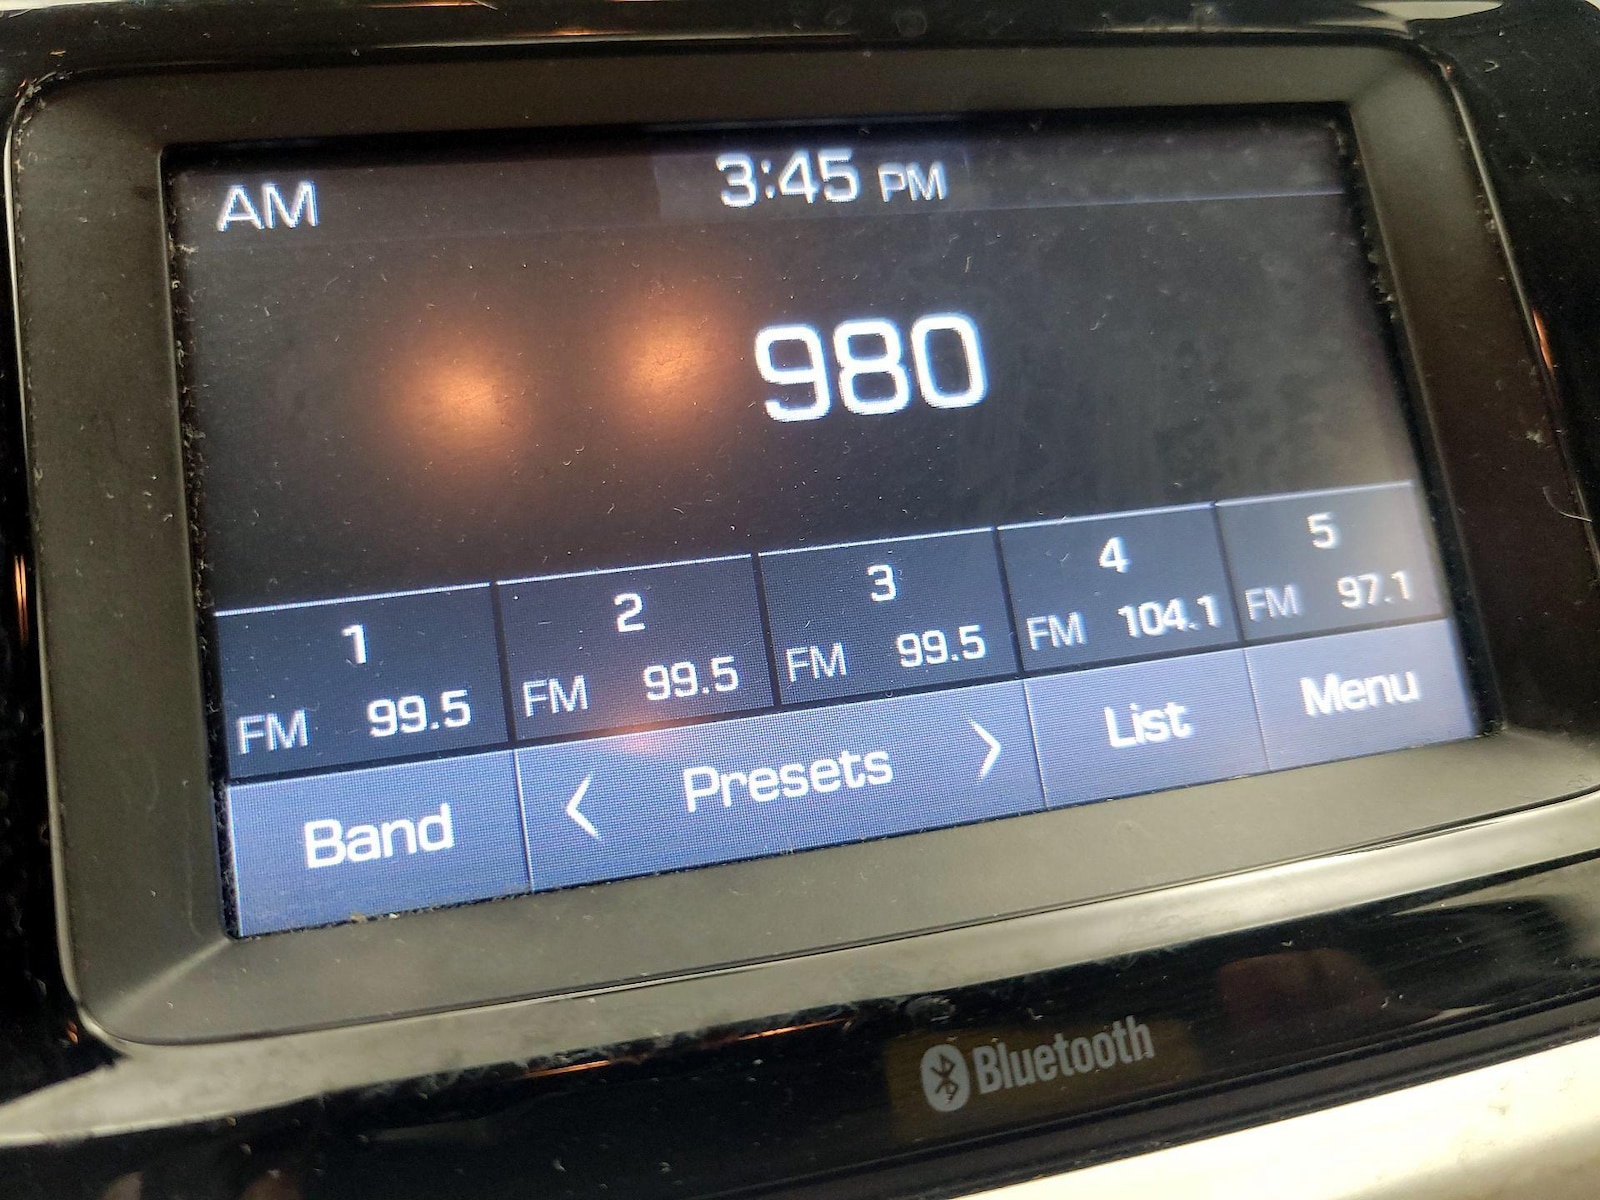 AM 3:45 PM
980
1 2 3 4 5
FM 99.5 FM 99.5 FM 99.5 FM 104.1 FM 97.1
Band < Presets > List Menu
Bluetooth